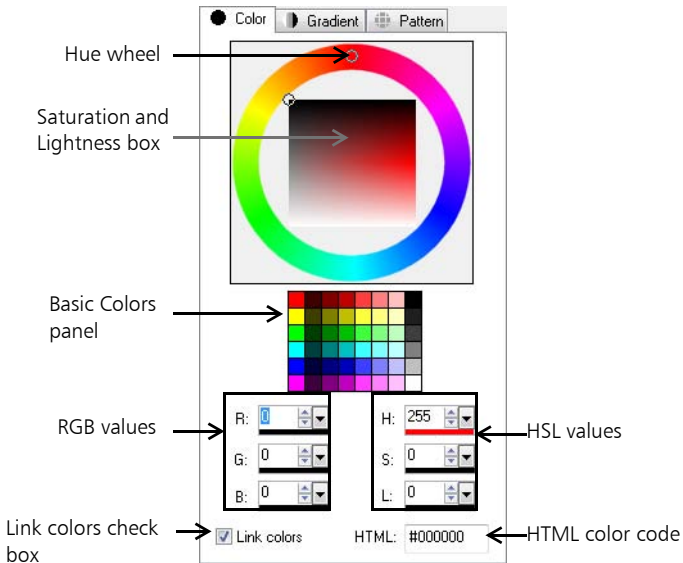 Color Gradient Pattern
Hue wheel
Saturation and
Lightness box
Basic Colors
panel
RGB values
R: 0
G: 0
B: 0
H: 255
S: 0
L: 0
HSL values
Link colors check
box
Link colors
HTML: #000000
HTML color code